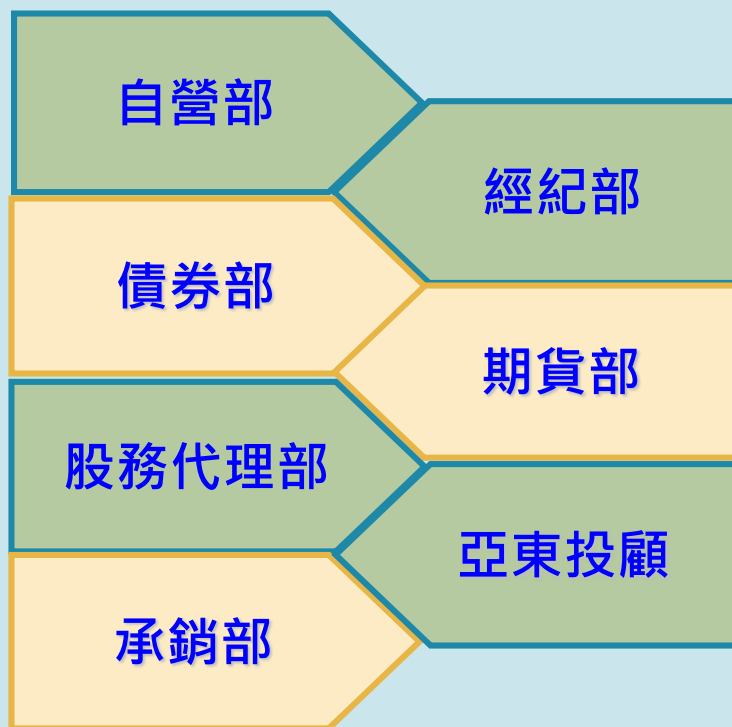 自營部
經紀部
債券部
期貨部
股務代理部
亞東投顧
承銷部